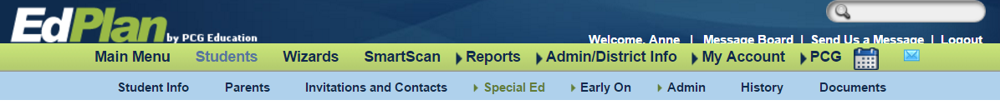 EdPlan by PCG Education
Welcome, Anne | Message Board | Send Us a Message | Logout
Main Menu Students Wizards SmartScan Reports Admin/District Info My Account PCG
Student Info Parents Invitations and Contacts Special Ed Early On Admin History Documents